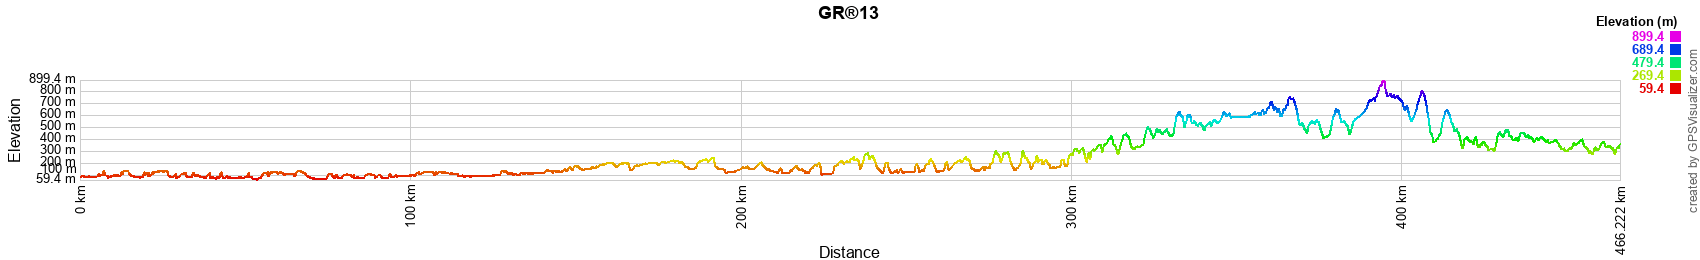 GR®13
Elevation (m)
899.4
689.4
479.4
269.4
59.4
899.4 m
800 m
700 m
600 m
500 m
400 m
300 m
200 m
100 m
59.4 m
Elevation
0 km
100 km
200 km
300 km
400 km
466.222 km
Distance
created by GPSVisualizer.com